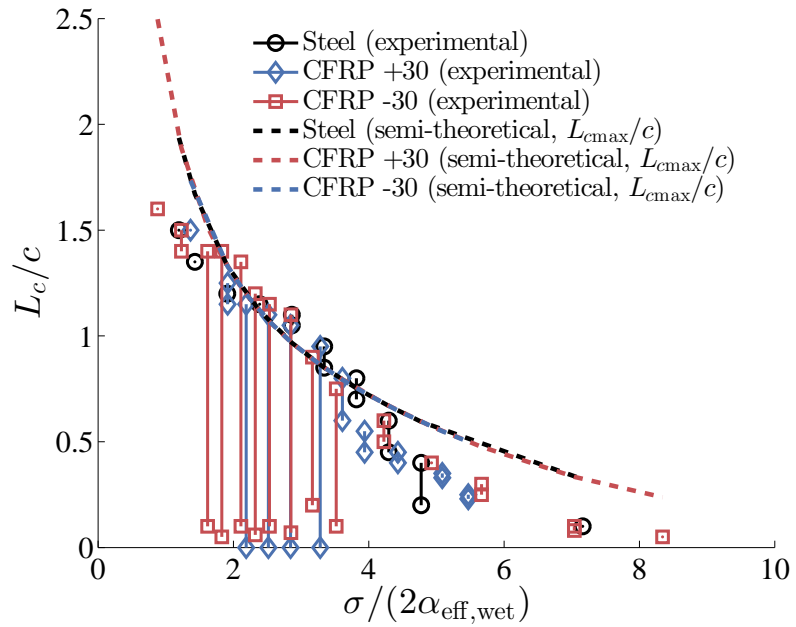 2.5
2
1.5
1
0.5
0
L_c/c
Steel (experimental)
CFRP +30 (experimental)
CFRP -30 (experimental)
Steel (semi-theoretical, L_cmax/c)
CFRP +30 (semi-theoretical, L_cmax/c)
CFRP -30 (semi-theoretical, L_cmax/c)
0 2 4 6 8 10
σ/(2α_eff,wet)